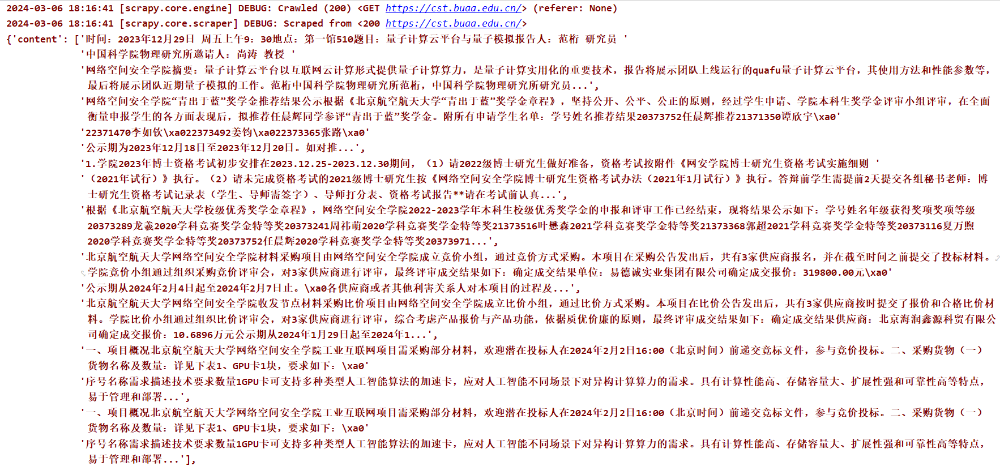 2024-03-06 18:16:41 [scrapy.core.engine] DEBUG: Crawled (200) <GET https://cst.buaa.edu.cn/> (referer: None)
2024-03-06 18:16:41 [scrapy.core.scraper] DEBUG: Scraped from <200 https://cst.buaa.edu.cn/>
{'content': ['时间：2023年12月29日 周五上午9：30地点：第一馆510题目：量子计算云平台与量子模拟报告人：范桁 研究员 '
'中国科学院物理研究所邀请人：尚涛 教授 '
'网络空间安全学院摘要：量子计算云平台以互联网云计算形式提供量子计算算力，是量子计算实用化的重要技术，报告将展示团队上线运行的quafu量子计算云平台，其使用方法和性能参数等，
最后将展示团队近期量子模拟的工作。范桁中国科学院物理研究所范桁，中国科学院物理研究所研究员...',
'网络空间安全学院“青出于蓝”奖学金推荐结果公示根据《北京航空航天大学“青出于蓝”奖学金章程》，坚持公开、公平、公正的原则，经过学生申请、学院本科生奖学金评审小组评审，在全面
衡量申报学生的各方面表现后，拟推荐任晨辉同学参评“青出于蓝”奖学金。附所有申请学生名单：学号姓名推荐结果20373752任晨辉推荐21371350谭欣宇\xa0'
'22371470李如钦\xa022373492姜钧\xa022373365张路\xa0'
'公示期为2023年12月18日至2023年12月20日。如对推...',
'1.学院2023年博士资格考试初步安排在2023.12.25-2023.12.30期间，（1）请2022级博士研究生做好准备，资格考试按附件《网安学院博士研究生资格考试实施细则 '
'（2021年试行）》执行。（2）请未完成资格考试的2021级博士研究生按《网络空间安全学院博士研究生资格考试办法（2021年1月试行）》执行。答辩前学生需提前2天提交各组秘书老师：博
士研究生资格考试记录表（学生、导师需签字）、导师打分表、资格考试报告**请在考试前认真...',
'根据《北京航空航天大学校级优秀奖学金章程》，网络空间安全学院2022-2023学年本科生校级优秀奖学金的申报和评审工作已经结束，现将结果公示如下：学号姓名年级获得奖项奖项等级
20373289龙羲2020学科竞赛奖学金特等奖20373241周祎萌2020学科竞赛奖学金特等奖21373516叶懋森2021学科竞赛奖学金特等奖21373368郭超2021学科竞赛奖学金特等奖20373116夏万煦
2020学科竞赛奖学金特等奖20373752任晨辉2020学科竞赛奖学金特等奖20373971...',
'北京航空航天大学网络空间安全学院材料采购项目由网络空间安全学院成立竞价小组，通过竞价方式采购。本项目在采购公告发出后，共有3家供应商报名，并在截至时间之前提交了投标材料。
学院竞价小组通过组织采购竞价评审会，对3家供应商进行评审，最终评审成交结果如下：确定成交结果单位：易德诚实业集团有限公司确定成交报价：319800.00元\xa0'
'公示期从2024年2月4日起至2024年2月7日止。\xa0各供应商或者其他利害关系人对本项目的过程及...',
'北京航空航天大学网络空间安全学院收发节点材料采购比价项目由网络空间安全学院成立比价小组，通过比价方式采购。本项目在比价公告发出后，共有3家供应商按时提交了报价和合格比价材
料。学院比价小组通过组织比价评审会，对3家供应商进行评审，综合考虑产品报价与产品功能，依据质优价廉的原则，最终评审成交结果如下：确定成交结果供应商：北京海润鑫源科贸有限公
司确定成交报价：10.6896万元公示期从2024年1月29日起至2024年1...',
'一、项目概况北京航空航天大学网络空间安全学院工业互联网项目需采购部分材料，欢迎潜在投标人在2024年2月2日16:00（北京时间）前递交竞标文件，参与竞价投标。二、采购货物（一）
货物名称及数量：详见下表1、GPU卡1块，要求如下：\xa0'
'序号名称需求描述技术要求数量1GPU卡可支持多种类型人工智能算法的加速卡，应对人工智能不同场景下对异构计算算力的需求。具有计算性能高、存储容量大、扩展性强和可靠性高等特点，
易于管理和部署...',
'一、项目概况北京航空航天大学网络空间安全学院工业互联网项目需采购部分材料，欢迎潜在投标人在2024年2月2日16:00（北京时间）前递交竞标文件，参与竞价投标。二、采购货物（一）
货物名称及数量：详见下表1、GPU卡1块，要求如下：\xa0'
'序号名称需求描述技术要求数量1GPU卡可支持多种类型人工智能算法的加速卡，应对人工智能不同场景下对异构计算算力的需求。具有计算性能高、存储容量大、扩展性强和可靠性高等特点，
易于管理和部署...'],